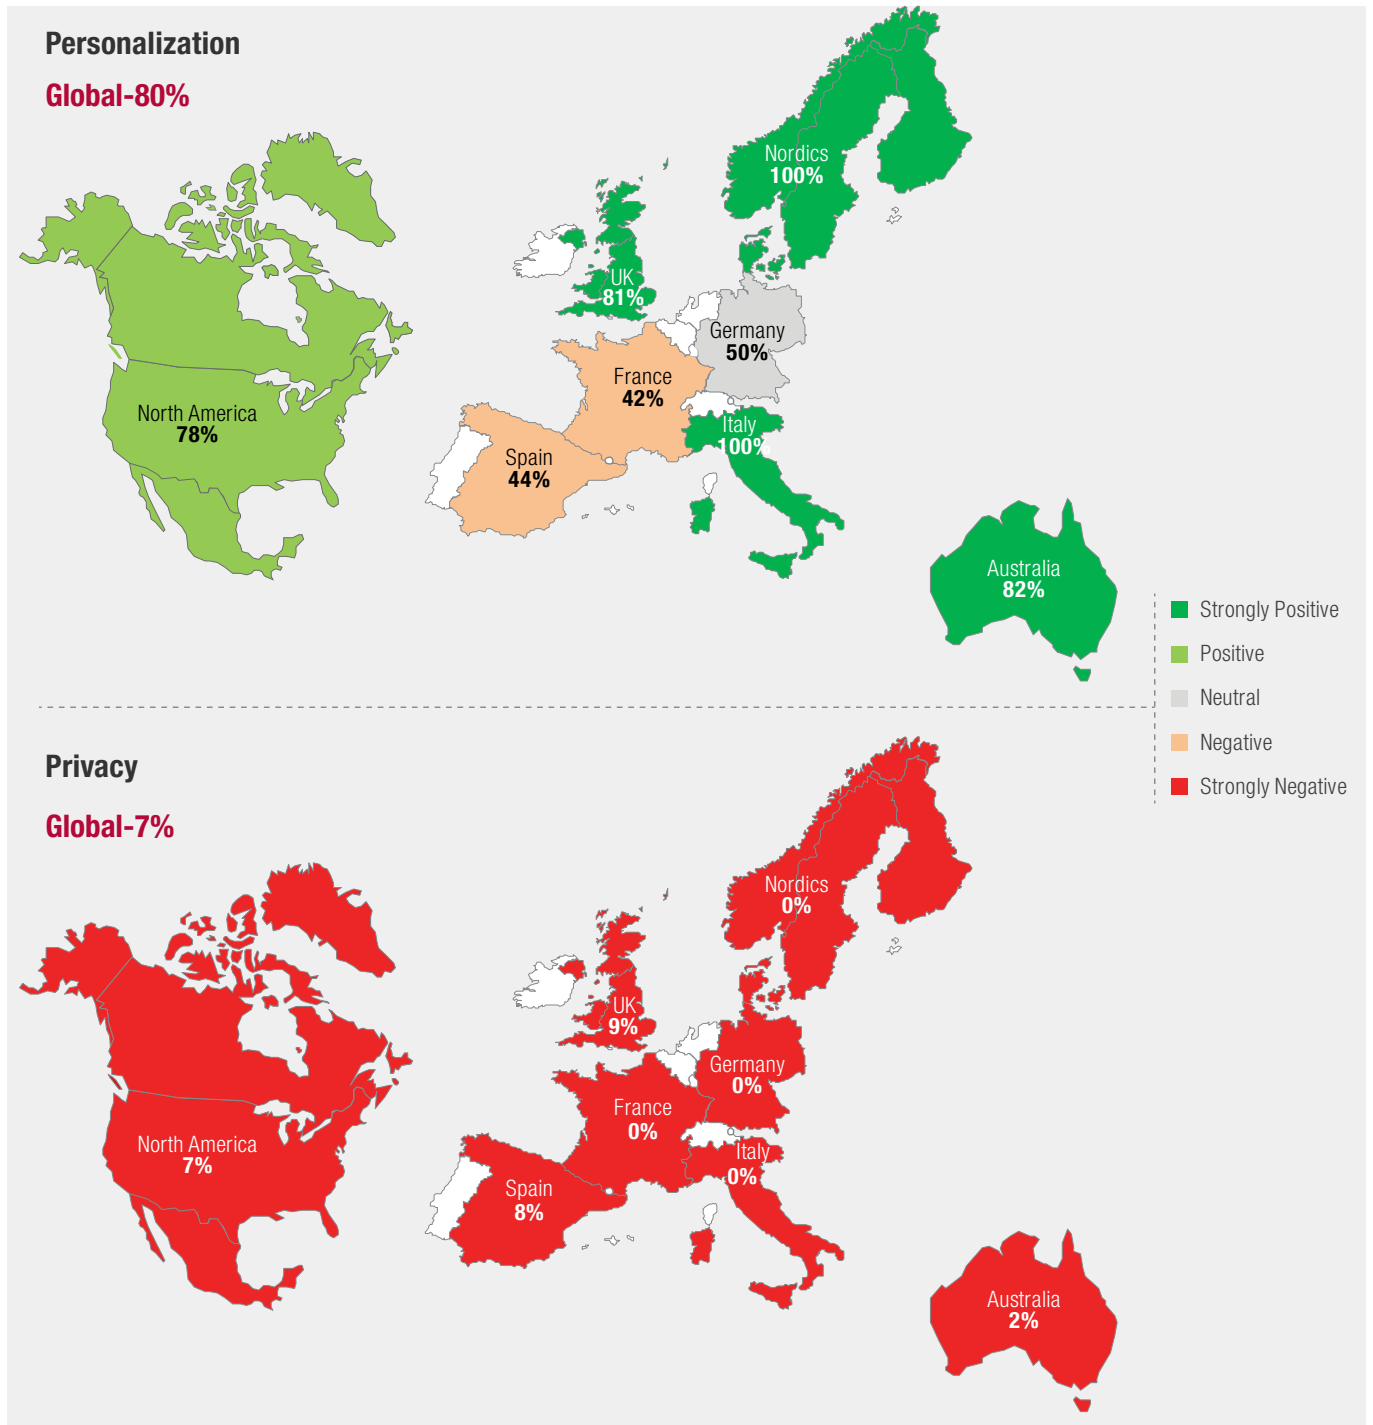 Personalization
Global-80%
Nordics
100%
UK
81%
Germany
50%
France
42%
North America
78%
Italy
100%
Spain
44%
Australia
82%
Strongly Positive
Positive
Neutral
Negative
Strongly Negative
Privacy
Global-7%
Nordics
0%
UK
9%
Germany
0%
France
0%
North America
7%
Italy
0%
Spain
8%
Australia
2%